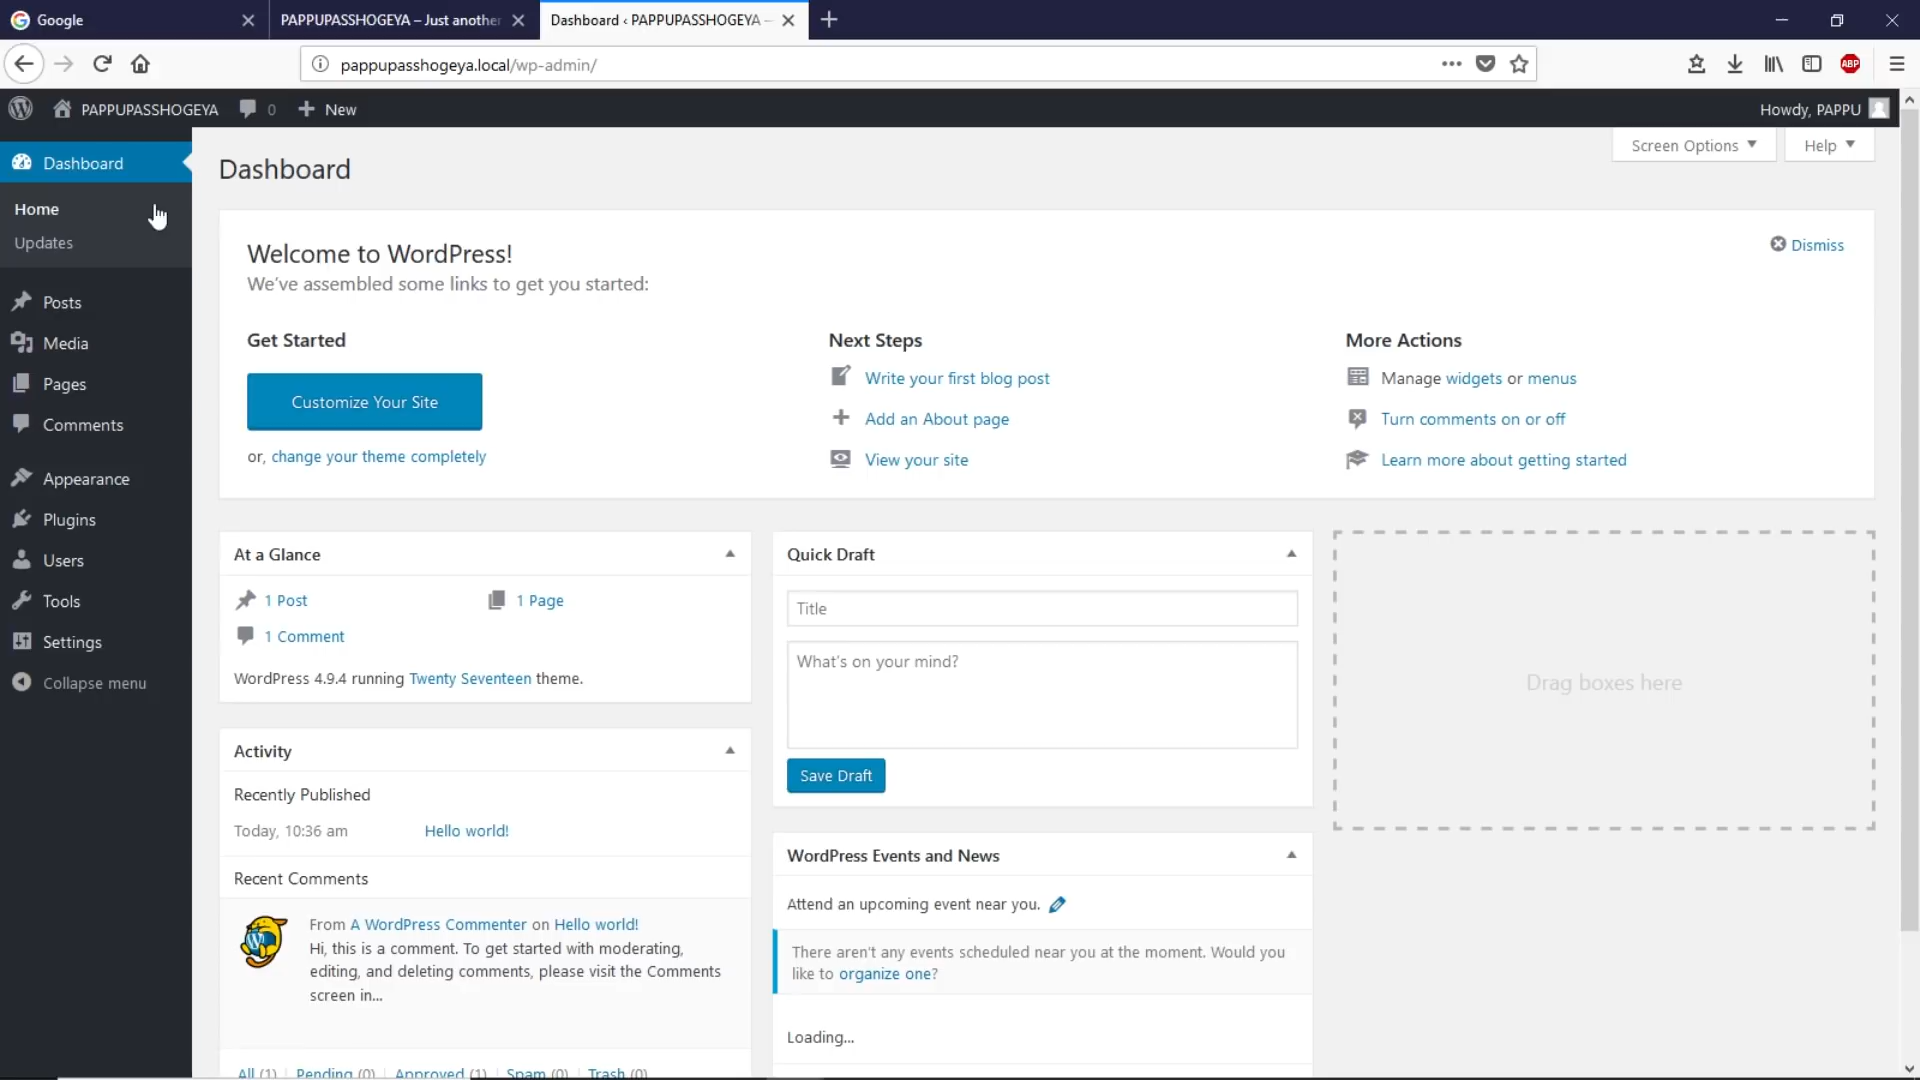 Google
PAPPUPASSHOGEYA – Just another
Dashboard ‹ PAPPUPASSHOGEYA –
pappupasshogeya.local/wp-admin/
ABP
PAPPUPASSHOGEYA 0 New
Howdy, PAPPU
Dashboard
Home
Updates
Posts
Media
Pages
Comments
Appearance
Plugins
Users
Tools
Settings
Collapse menu
Screen Options
Help
Dashboard
Welcome to WordPress!
We've assembled some links to get you started:
Dismiss
Get Started
Customize Your Site
or, change your theme completely
Next Steps
Write your first blog post
Add an About page
View your site
More Actions
Manage widgets or menus
Turn comments on or off
Learn more about getting started
At a Glance
1 Post
1 Page
1 Comment
WordPress 4.9.4 running Twenty Seventeen theme.
Activity
Recently Published
Today, 10:36 am Hello world!
Recent Comments
From A WordPress Commenter on Hello world!
Hi, this is a comment. To get started with moderating,
editing, and deleting comments, please visit the Comments
screen in...
All (1) | Pending (0) | Approved (1) | Spam (0) | Trash (0)
Quick Draft
Title
What's on your mind?
Save Draft
WordPress Events and News
Attend an upcoming event near you.
There aren't any events scheduled near you at the moment. Would you
like to organize one?
Loading...
Drag boxes here